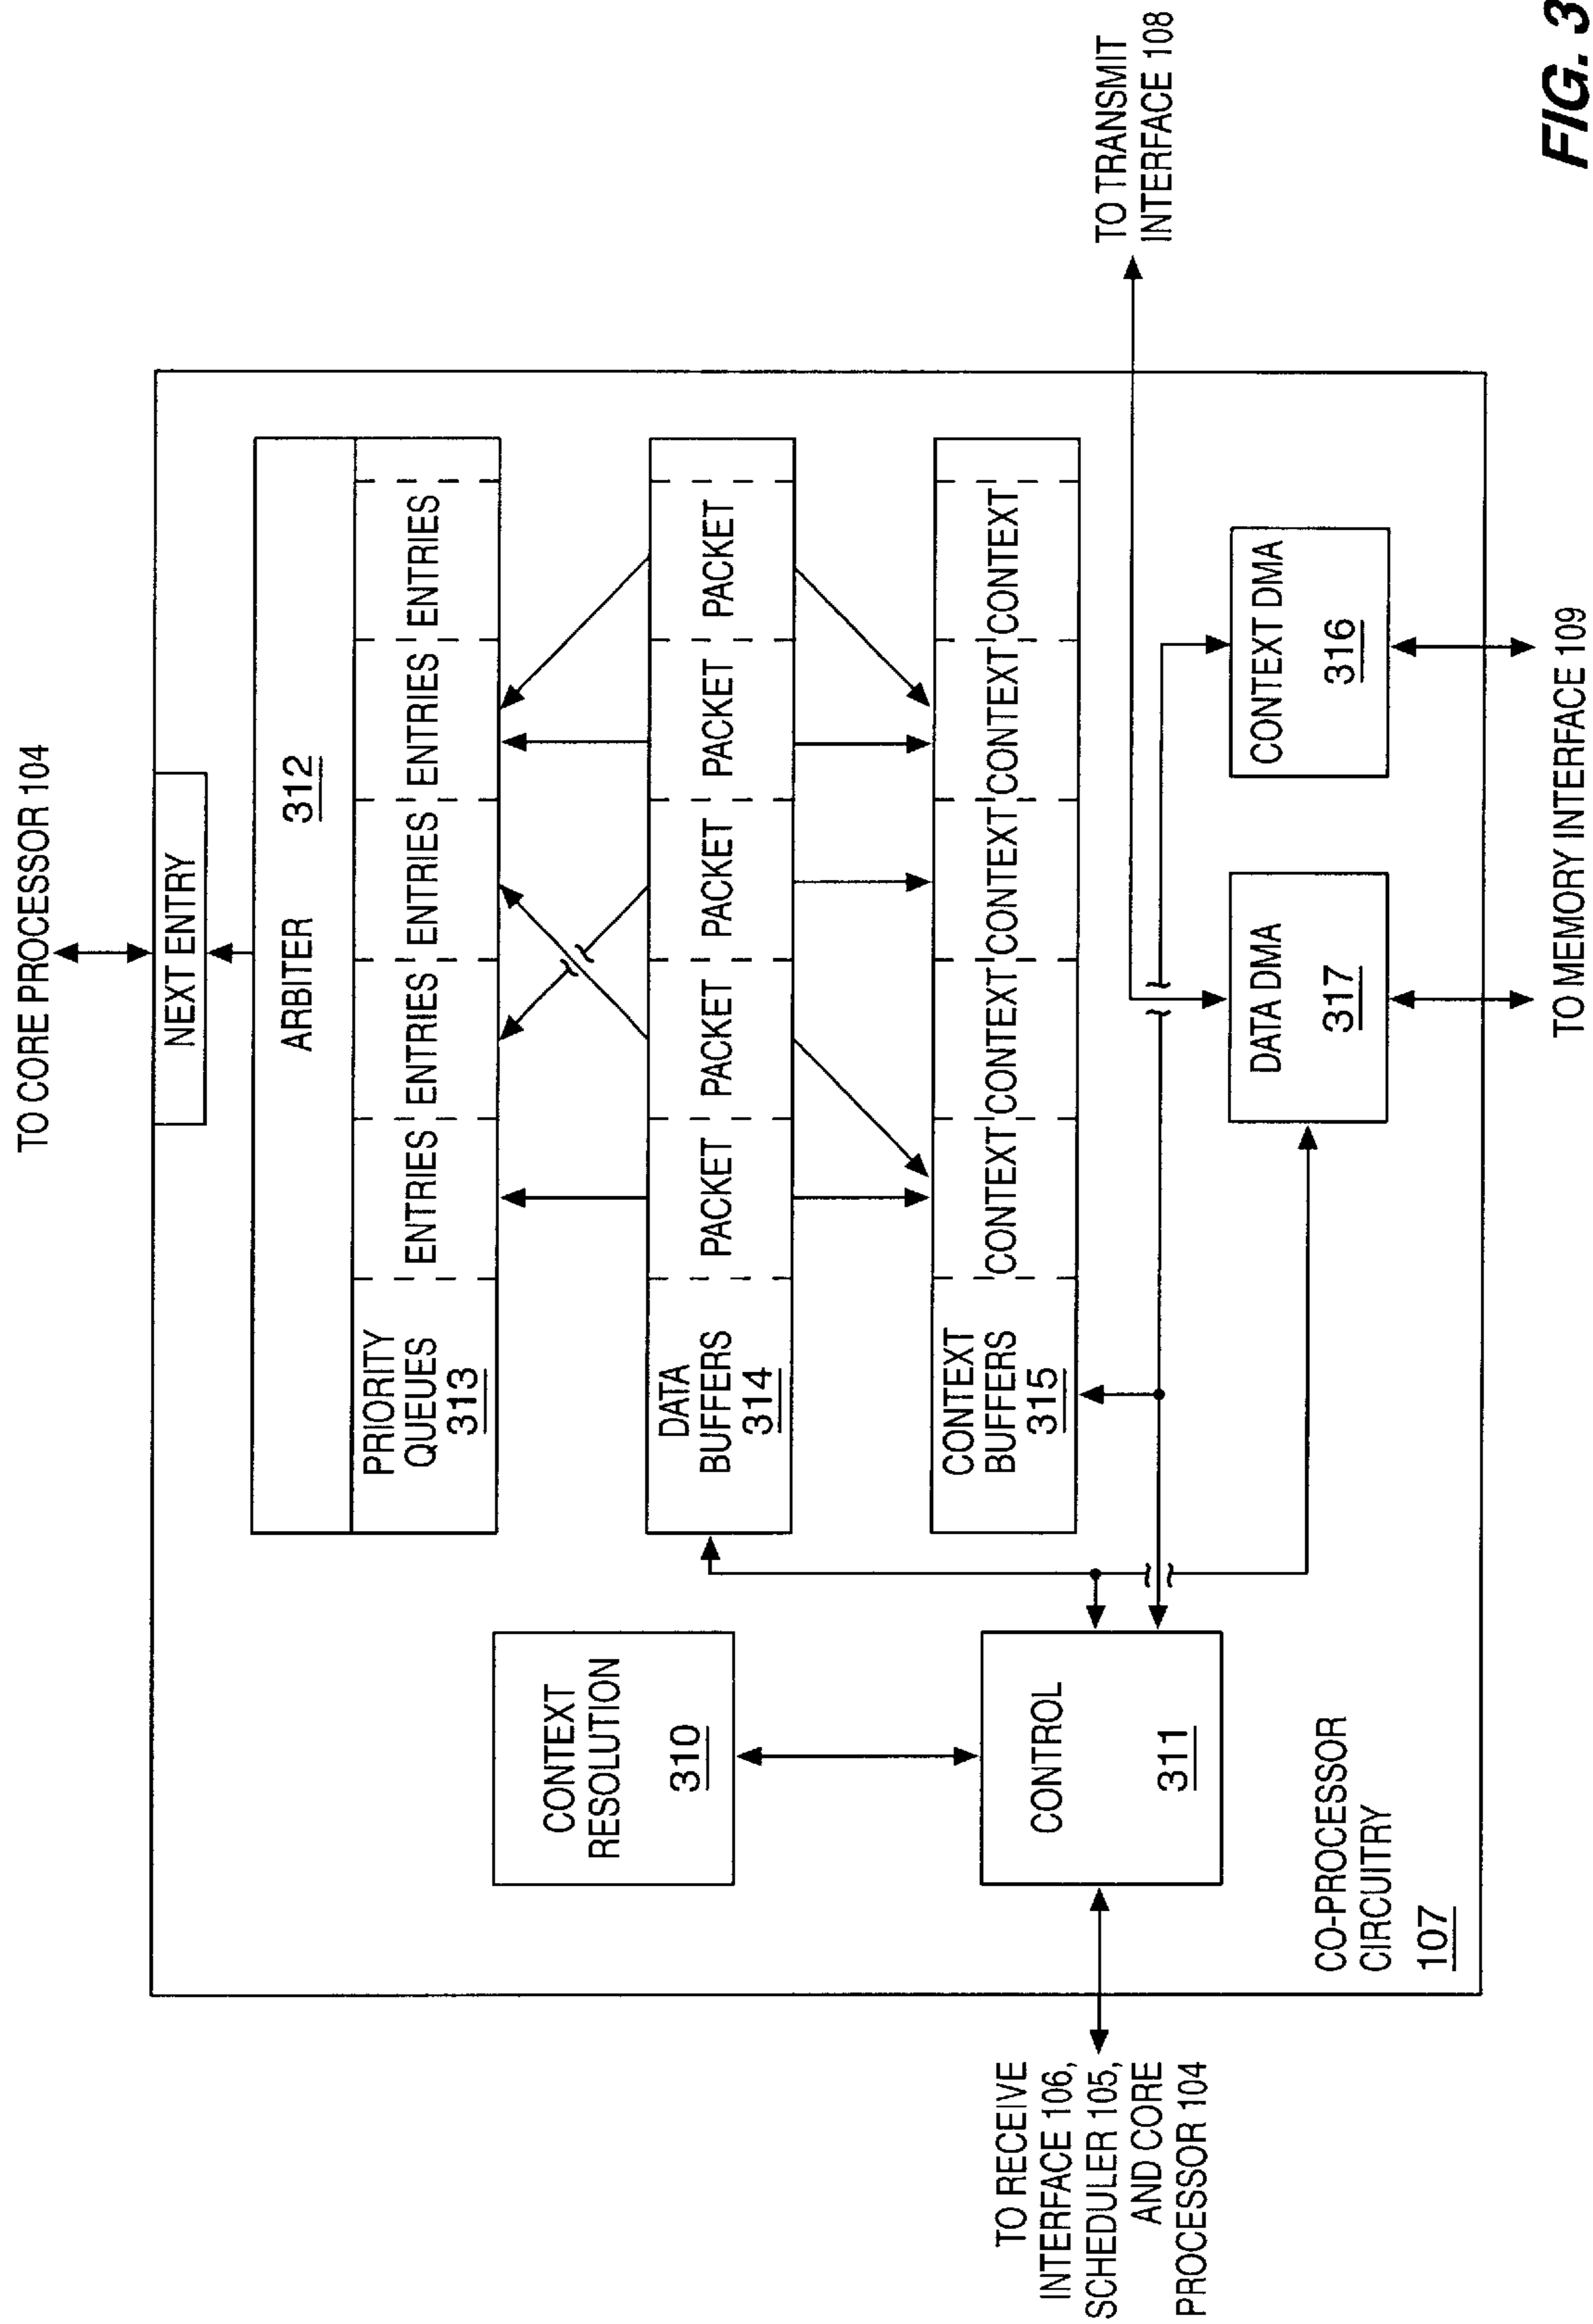 TO CORE PROCESSOR 104
NEXT ENTRY
ARBITER 312
PRIORITY
QUEUES
313
ENTRIES ENTRIES ENTRIES ENTRIES ENTRIES
DATA
BUFFERS
314
PACKET PACKET PACKET PACKET PACKET
CONTEXT
BUFFERS
315
CONTEXT CONTEXT CONTEXT CONTEXT CONTEXT
CONTEXT
RESOLUTION
310
CONTROL
311
TO RECEIVE
INTERFACE 106,
SCHEDULER 105,
AND CORE
PROCESSOR 104
TO TRANSMIT
INTERFACE 108
DATA DMA
317
CONTEXT DMA
316
CO-PROCESSOR
CIRCUITRY
107
TO MEMORY INTERFACE 109
FIG. 3